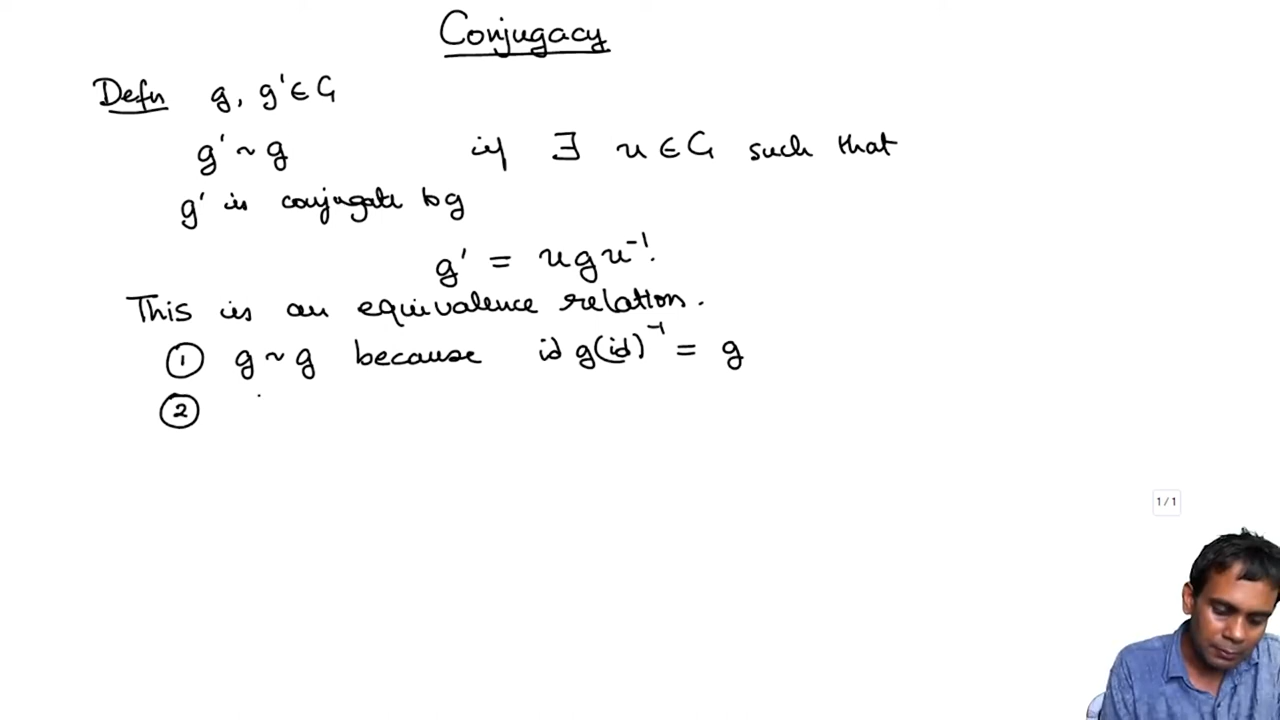 Conjugacy
Defn g, g' ∈ G
g' ~ g if ∃ x ∈ G such that
g' is conjugate to g
g' = x g x⁻¹.
This is an equivalence relation.
① g ~ g because id g(id)⁻¹ = g
②
1/1